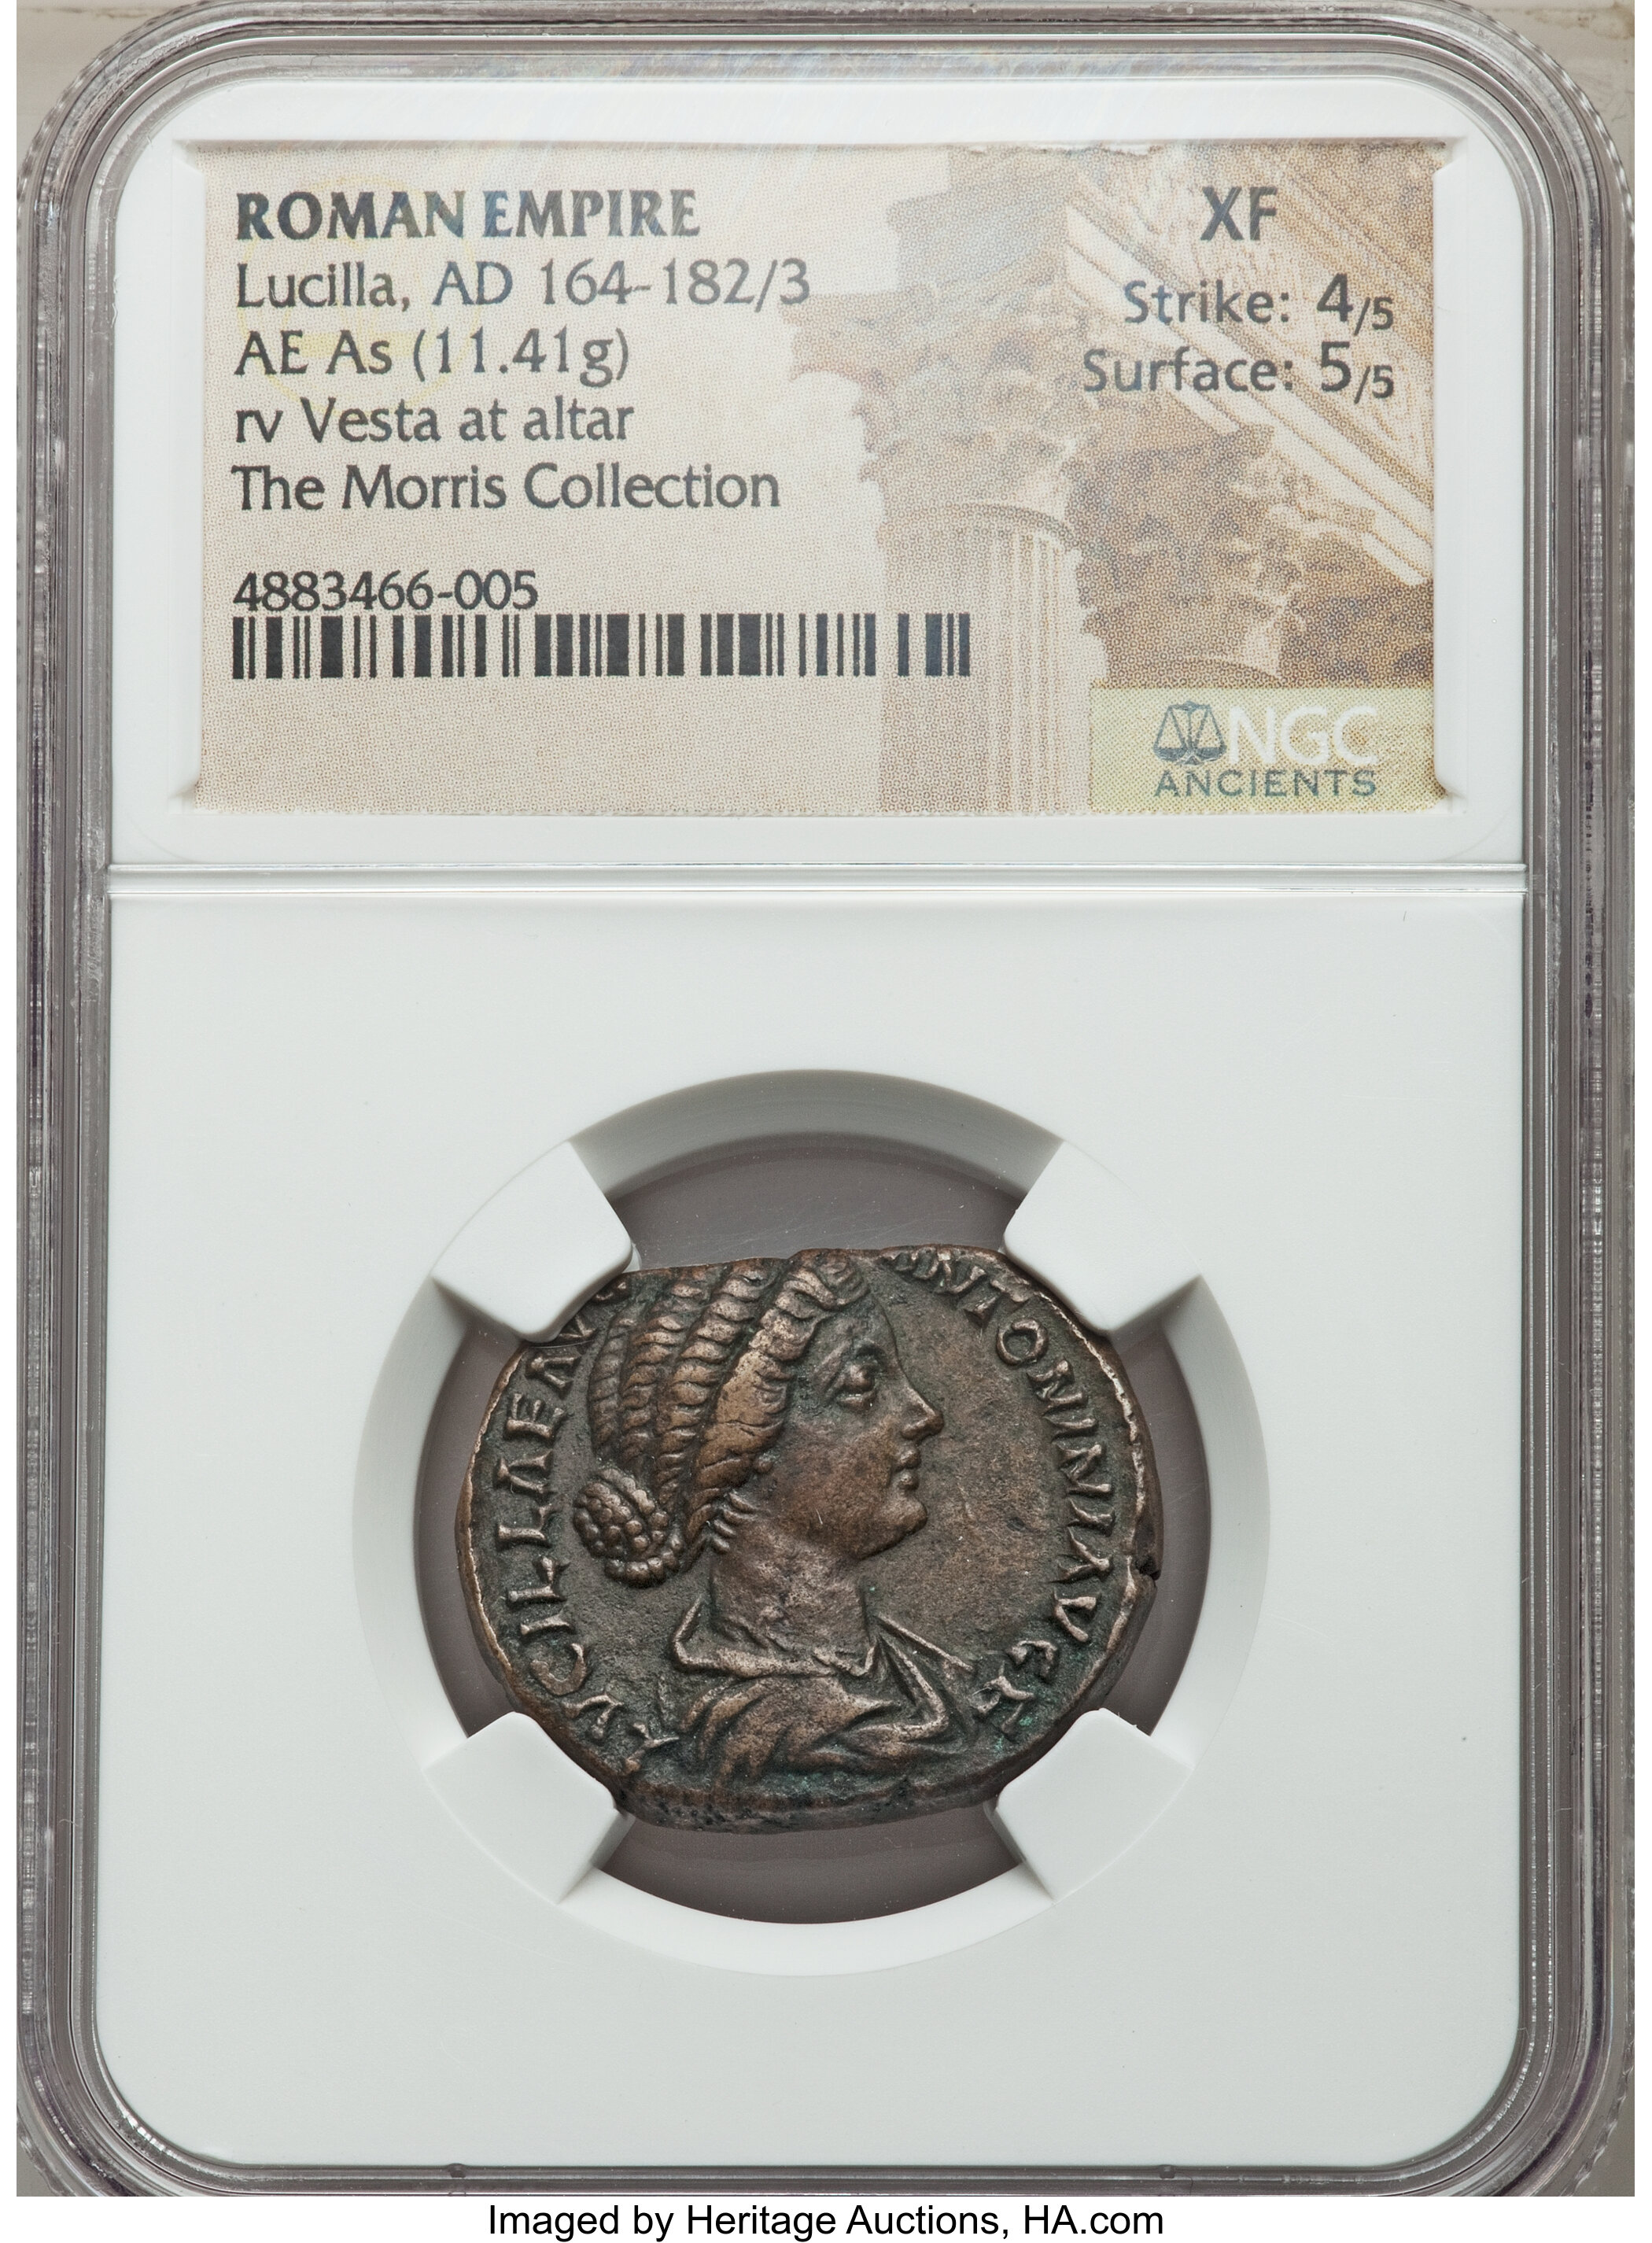 ROMAN EMPIRE
Lucilla, AD 164-182/3
AE As (11.41g)
rv Vesta at altar
The Morris Collection
4883466-005
XF
Strike: 4/5
Surface: 5/5
NGC
ANCIENTS
LVCILLAE AV
ANTONINI AVG F
Imaged by Heritage Auctions, HA.com